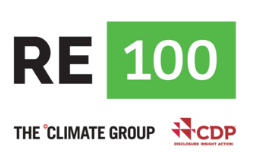 RE 100
THE °CLIMATE GROUP
CDP
DISCLOSURE INSIGHT ACTION